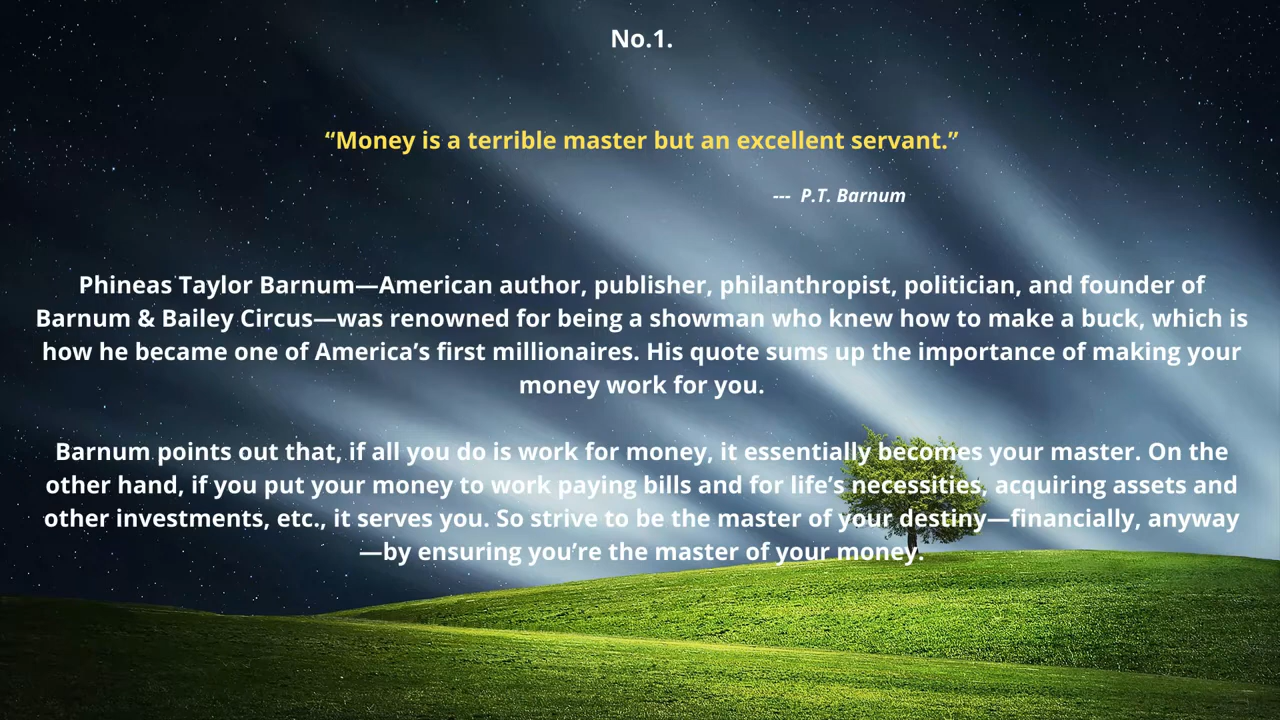 No.1.
“Money is a terrible master but an excellent servant.”
--- P.T. Barnum
Phineas Taylor Barnum—American author, publisher, philanthropist, politician, and founder of
Barnum & Bailey Circus—was renowned for being a showman who knew how to make a buck, which is
how he became one of America’s first millionaires. His quote sums up the importance of making your
money work for you.
Barnum points out that, if all you do is work for money, it essentially becomes your master. On the
other hand, if you put your money to work paying bills and for life’s necessities, acquiring assets and
other investments, etc., it serves you. So strive to be the master of your destiny—financially, anyway
—by ensuring you’re the master of your money.